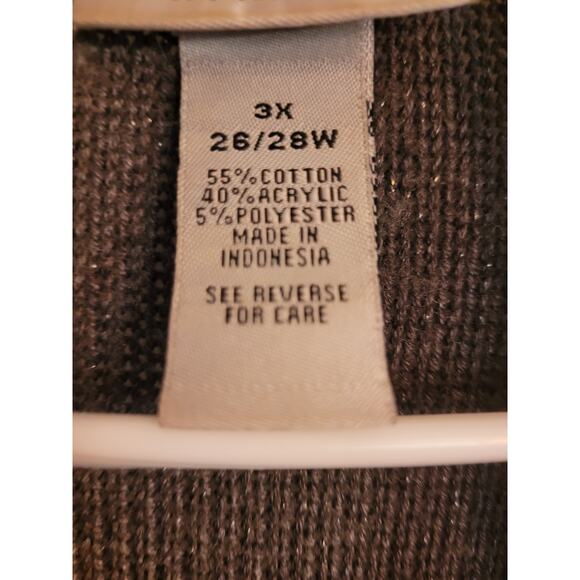 3X
26/28W
55%COTTON
40%ACRYLIC
5%POLYESTER
MADE IN
INDONESIA
SEE REVERSE
FOR CARE